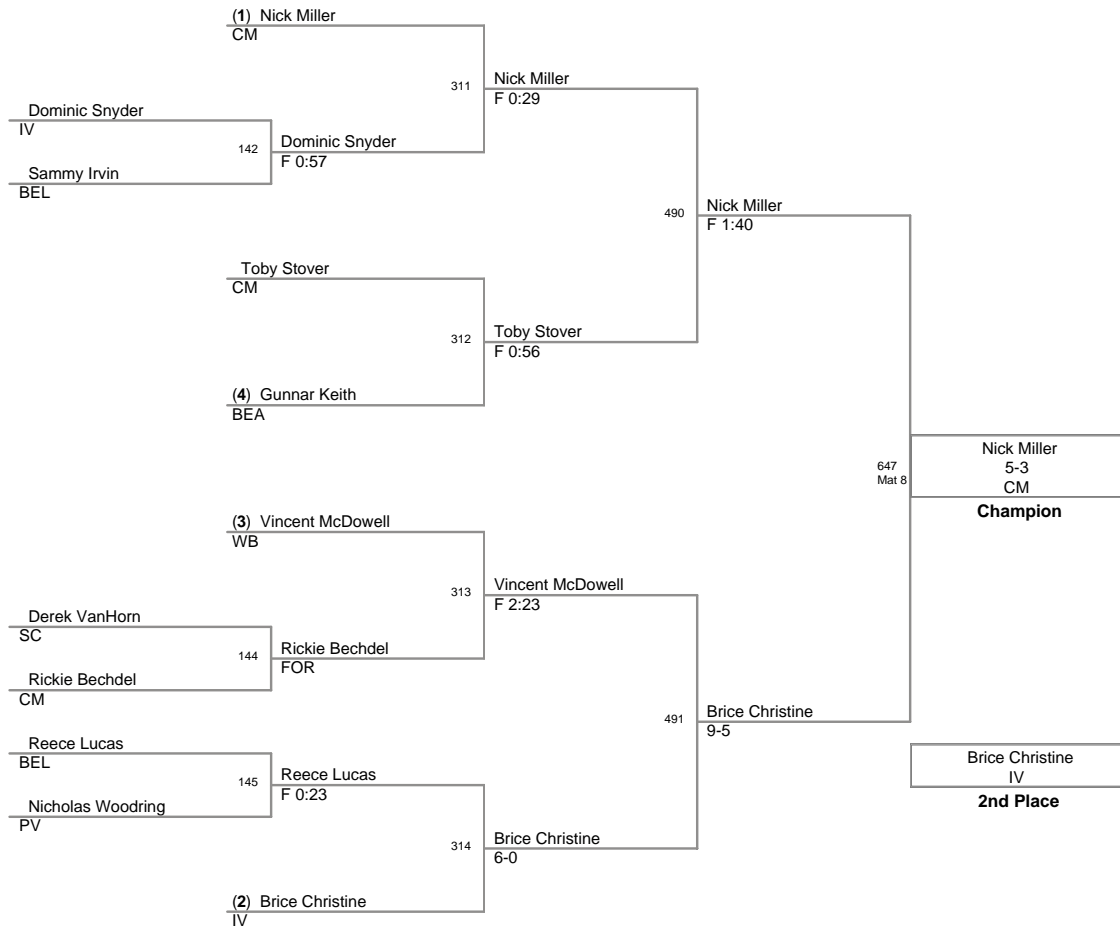 (1) Nick Miller
CM
311
Nick Miller
F 0:29
Dominic Snyder
IV
142
Dominic Snyder
F 0:57
Sammy Irvin
BEL
490
Nick Miller
F 1:40
Toby Stover
CM
312
Toby Stover
F 0:56
(4) Gunnar Keith
BEA
647
Mat 8
Nick Miller
5-3
CM
Champion
(3) Vincent McDowell
WB
313
Vincent McDowell
F 2:23
Derek VanHorn
SC
144
Rickie Bechdel
FOR
Rickie Bechdel
CM
491
Brice Christine
9-5
Reece Lucas
BEL
145
Reece Lucas
F 0:23
Nicholas Woodring
PV
314
Brice Christine
6-0
(2) Brice Christine
IV
Brice Christine
IV
2nd Place